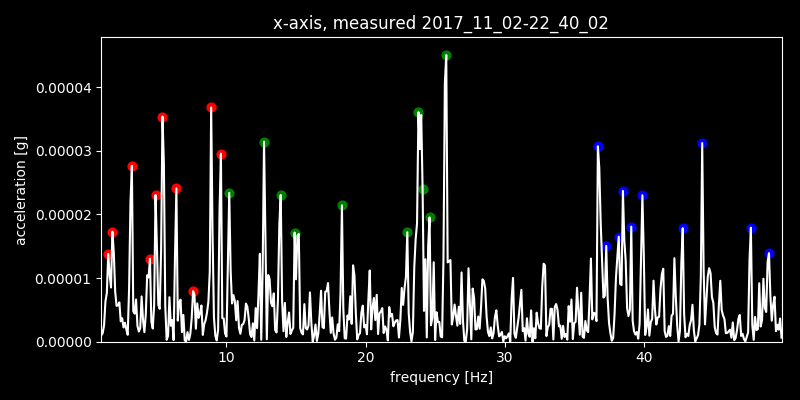 x-axis, measured 2017_11_02-22_40_02
acceleration [g]
0.00004
0.00003
0.00002
0.00001
0.00000
10 20 30 40
frequency [Hz]